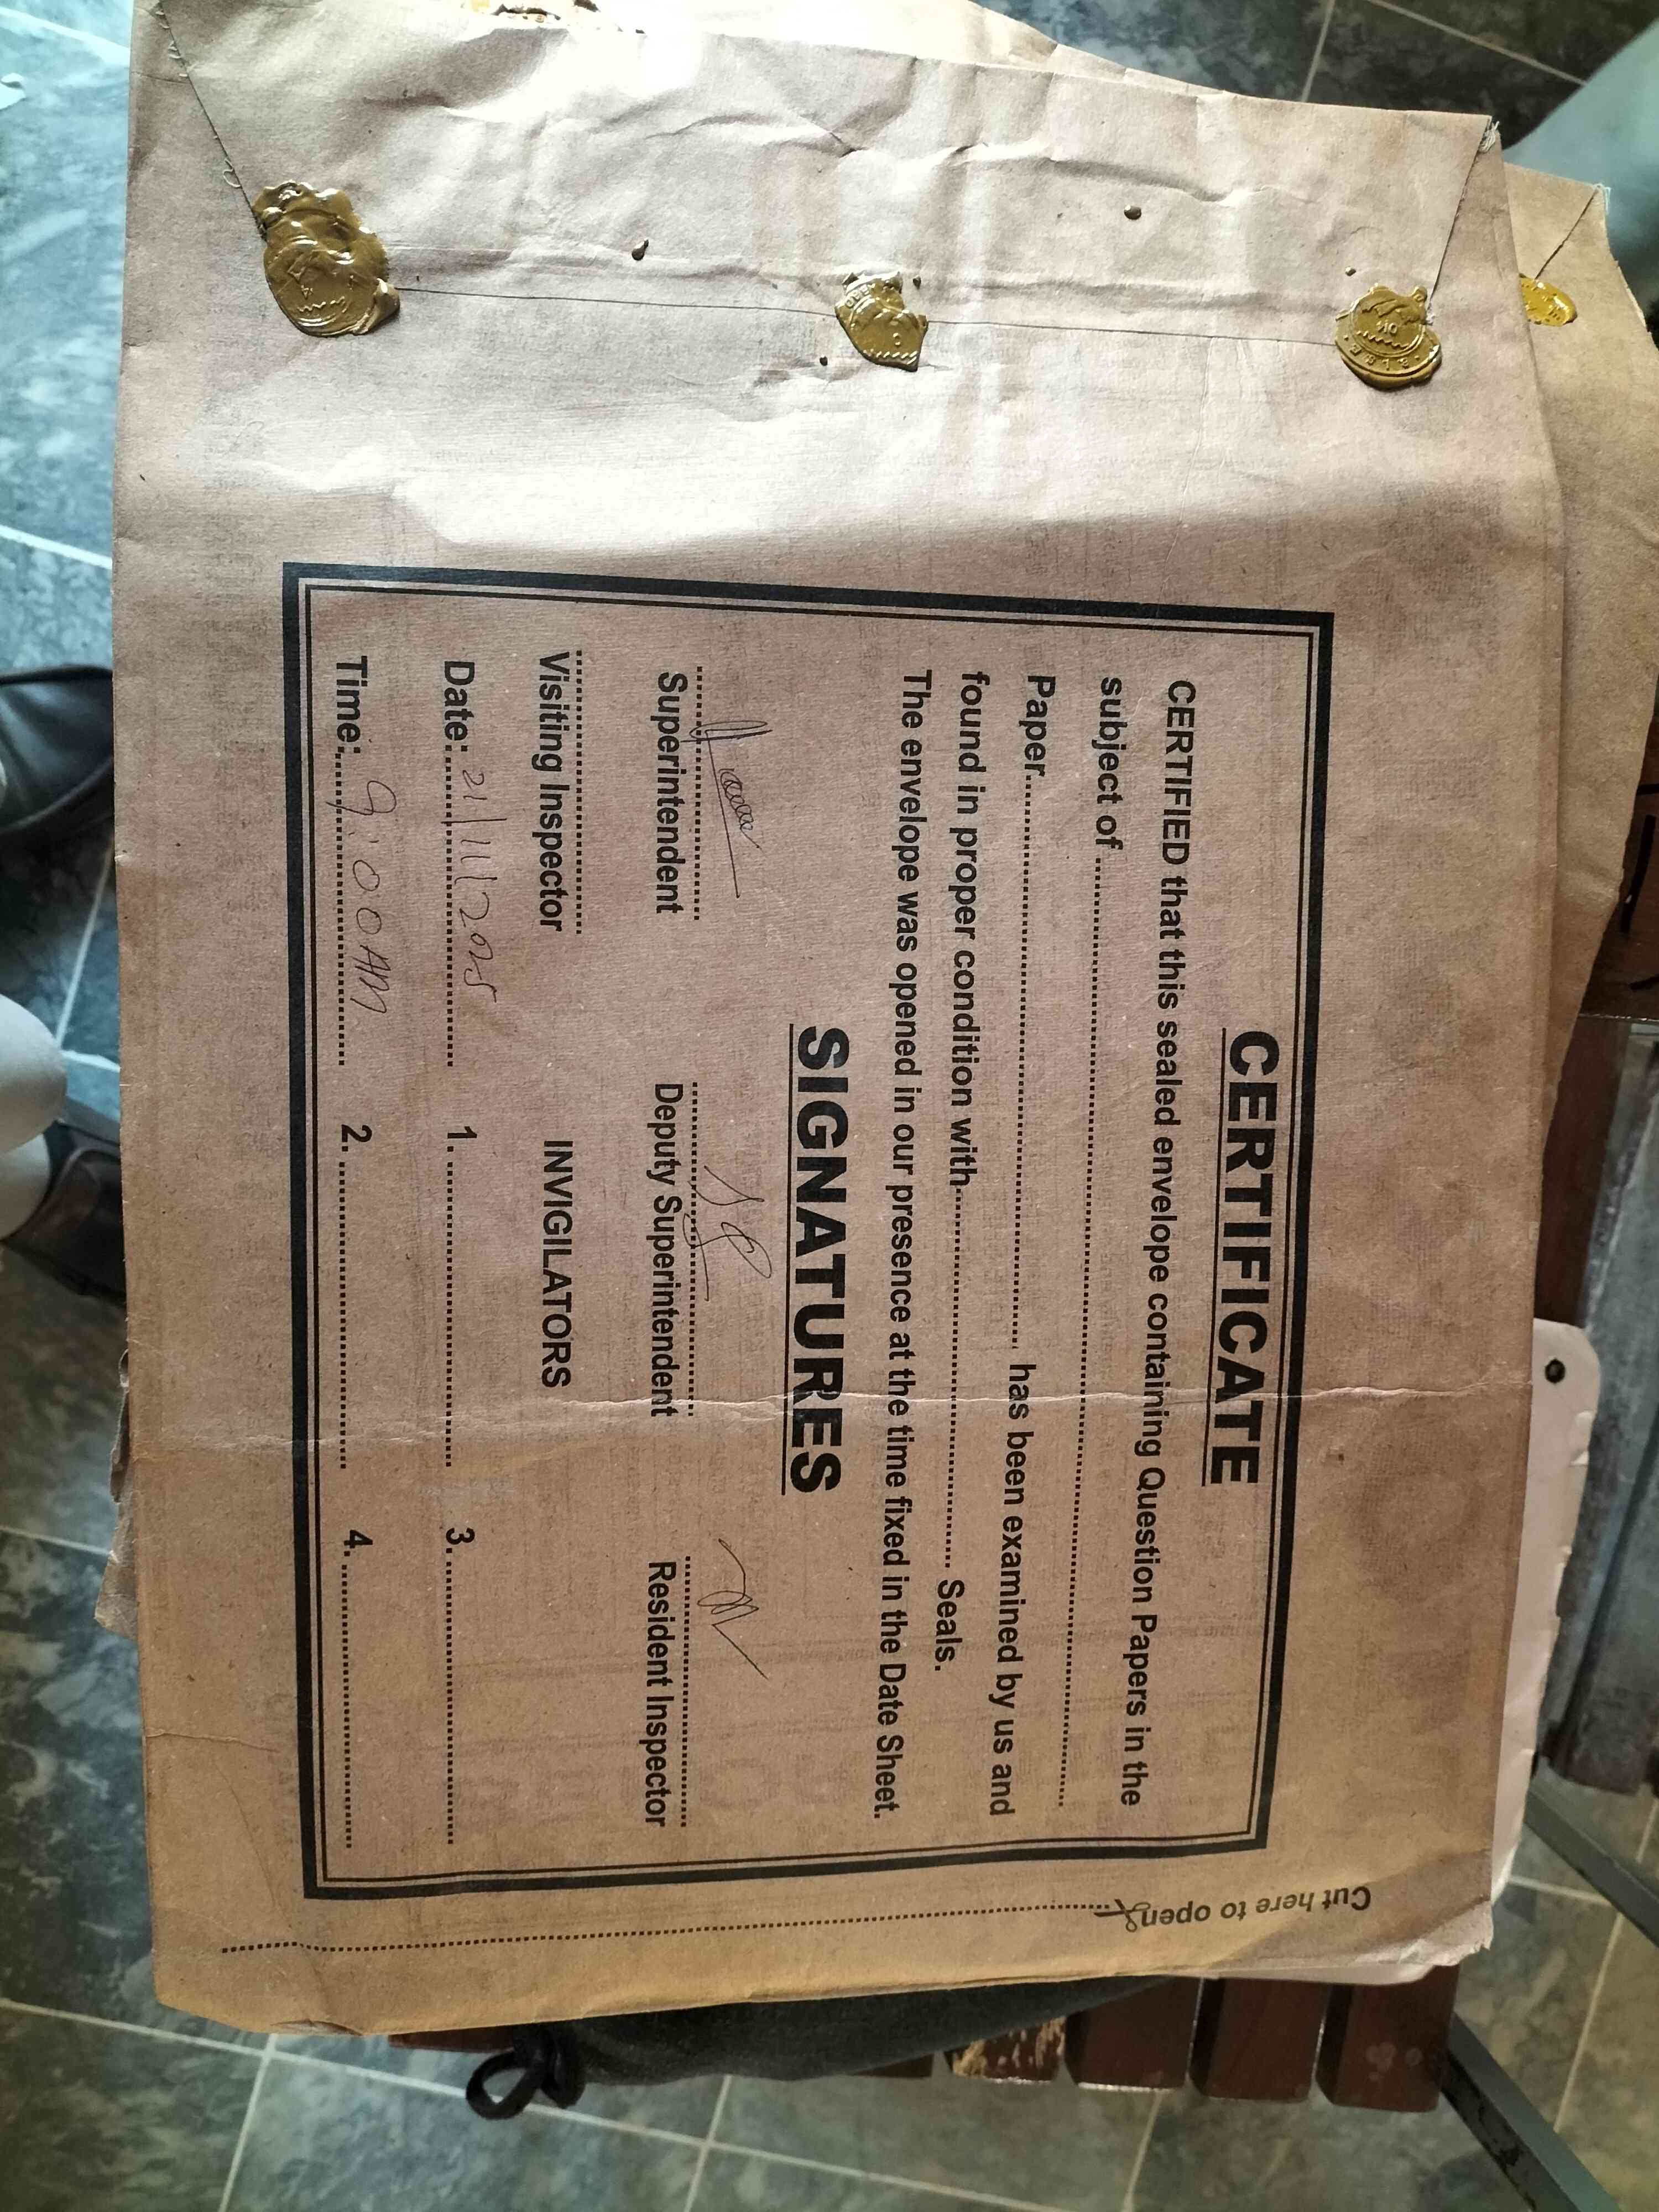 CERTIFICATE
CERTIFIED that this sealed envelope containing Question Papers in the
subject of ................................................................
Paper.................................................. has been examined by us and
found in proper condition with.................................. Seals.
The envelope was opened in our presence at the time fixed in the Date Sheet.
SIGNATURES
Superintendent Deputy Superintendent Resident Inspector
Visiting Inspector INVIGILATORS
Date: 21/11/2025 1. .............................. 3. ..............................
Time: 9:00AM 2. .............................. 4. ..............................
Cut here to open